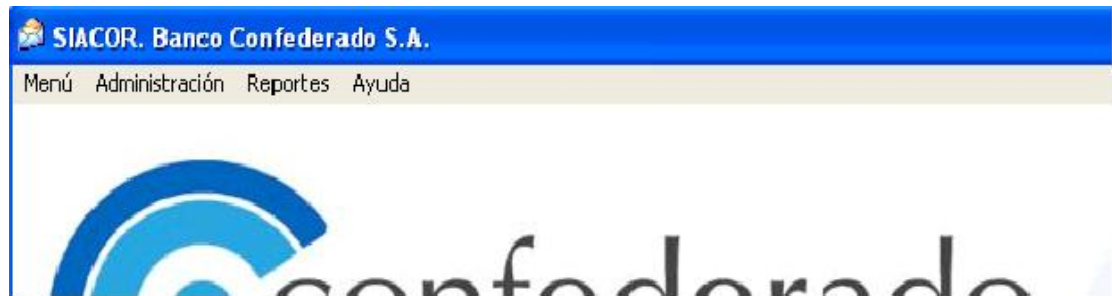 SIACOR. Banco Confederado S.A.
Menú Administración Reportes Ayuda
confederado